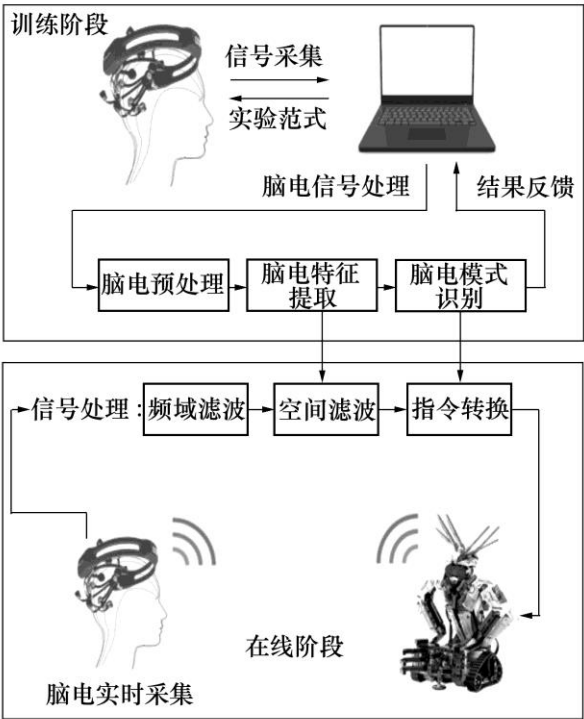 训练阶段
信号采集
实验范式
脑电信号处理
结果反馈
脑电预处理
脑电特征
提取
脑电模式
识别
信号处理:
频域滤波
空间滤波
指令转换
在线阶段
脑电实时采集